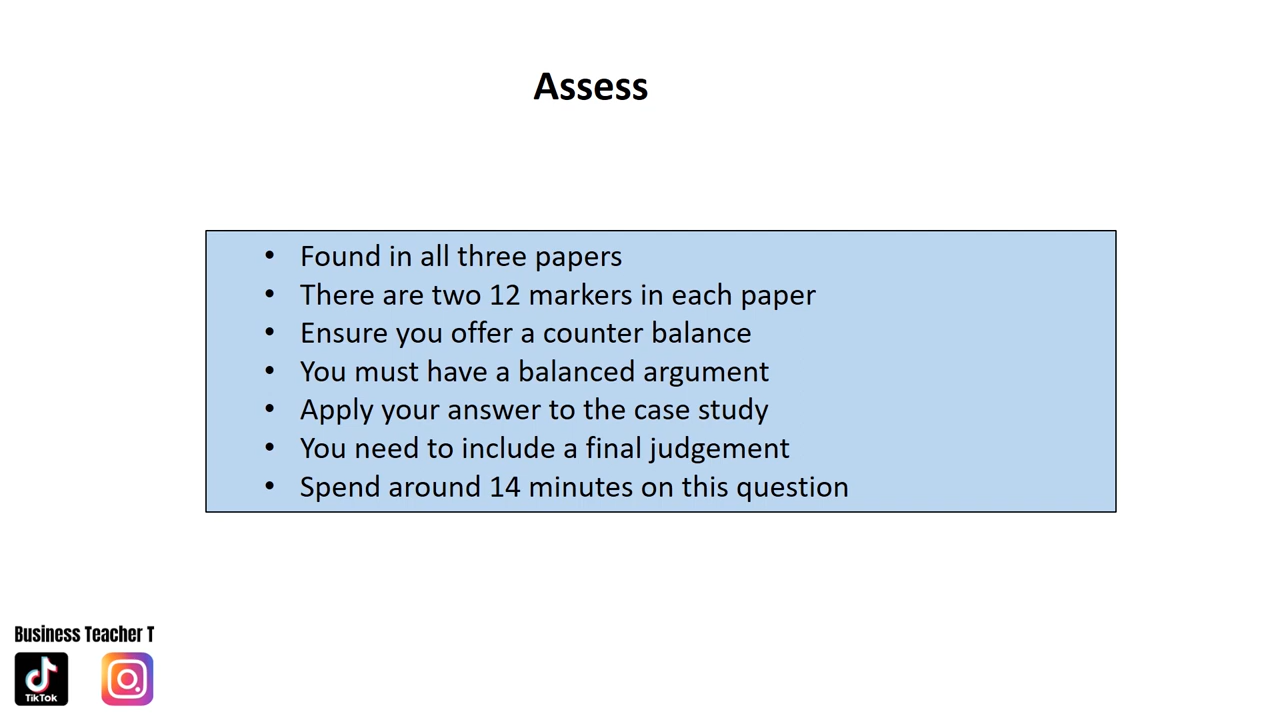 Assess
• Found in all three papers
• There are two 12 markers in each paper
• Ensure you offer a counter balance
• You must have a balanced argument
• Apply your answer to the case study
• You need to include a final judgement
• Spend around 14 minutes on this question
Business Teacher T
TikTok